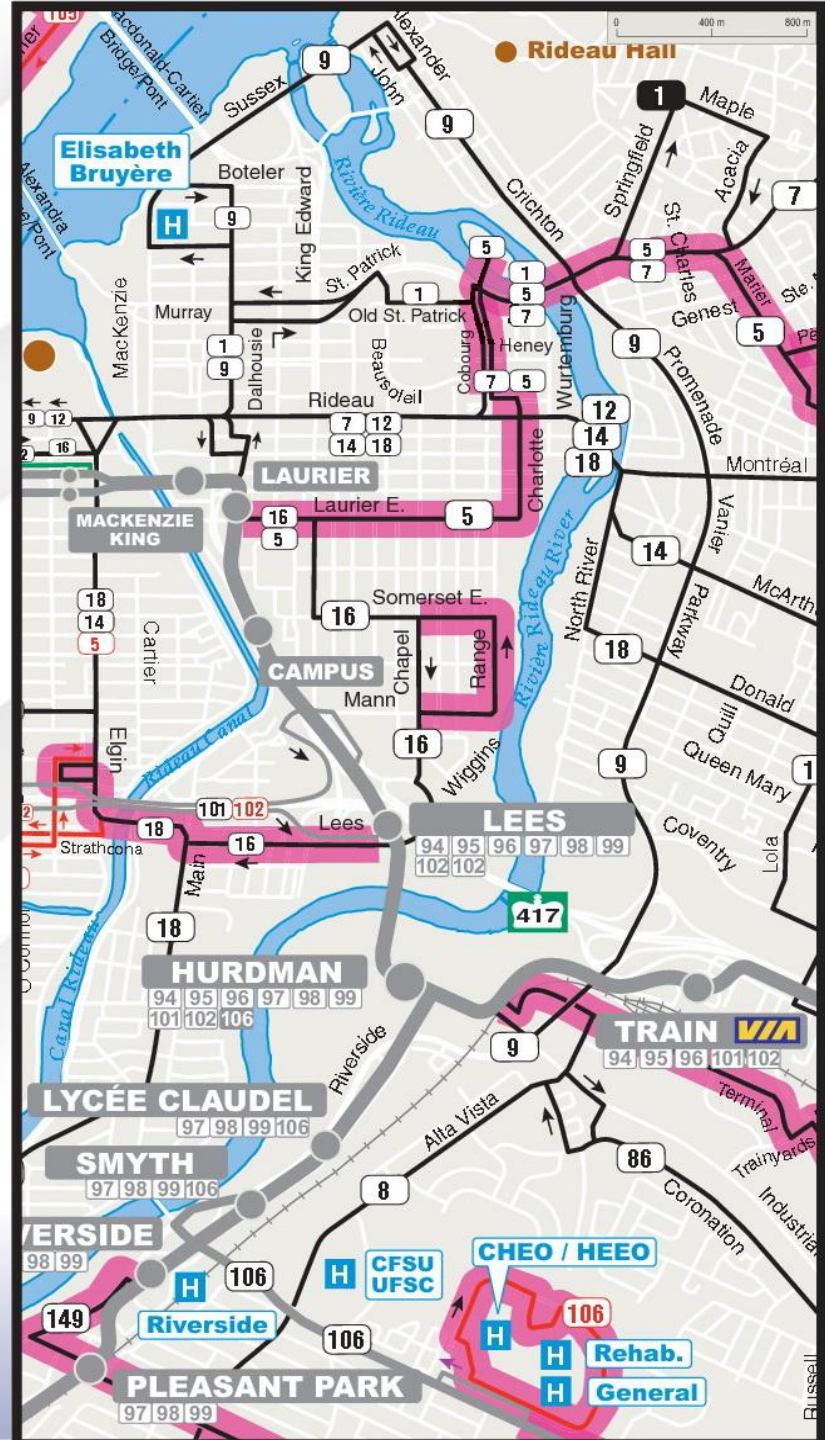 105
0 400 m 800 m
Rideau Hall
Macdonald-Cartier
Bridge/Pont
Sussex
9
John
Alexander
9
1
Maple
Springfield
Acacia
7
Elisabeth
Bruyère
H
Boteler
9
King Edward
Rivière Rideau
Crichton
St. Charles
Marier
Genest
5
5
7
5
1
5
7
Alexandra
MacKenzie
Murray
St. Patrick
1
Old St. Patrick
Heney
Wurtemburg
1
9
Dalhousie
Beausoleil
Cobourg
7 5
9
Promenade
Rideau
7 12
14 18
12
14
18
Montréal
9 12
16
LAURIER
MACKENZIE
KING
Laurier E.
16
5
5
Charlotte
Vanier
14
McArth
North River
Parkway
18
14
5
Cartier
Somerset E.
16
CAMPUS
Chapel
Range
Mann
16
Wiggins
Rivière Rideau River
18
Donald
Quill
Queen Mary
9
Coventry
Lola
1
Elgin
Rideau Canal
101 102
Lees
18
16
Strathcona
Main
LEES
94 95 96 97 98 99
102 102
417
18
O'Connor
Canal Rideau
HURDMAN
94 95 96 97 98 99
101 102 106
Riverside
9
TRAIN VIA
94 95 96 101 102
Terminal
Trainyards
Industrial
LYCÉE CLAUDEL
97 98 99 106
Alta Vista
86
Coronation
SMYTH
97 98 99 106
8
VERSIDE
98 99
106
H
CFSU
UFSC
CHEO / HEEO
H
106
H
Riverside
149
106
H
Rehab.
H
General
PLEASANT PARK
97 98 99
Russell